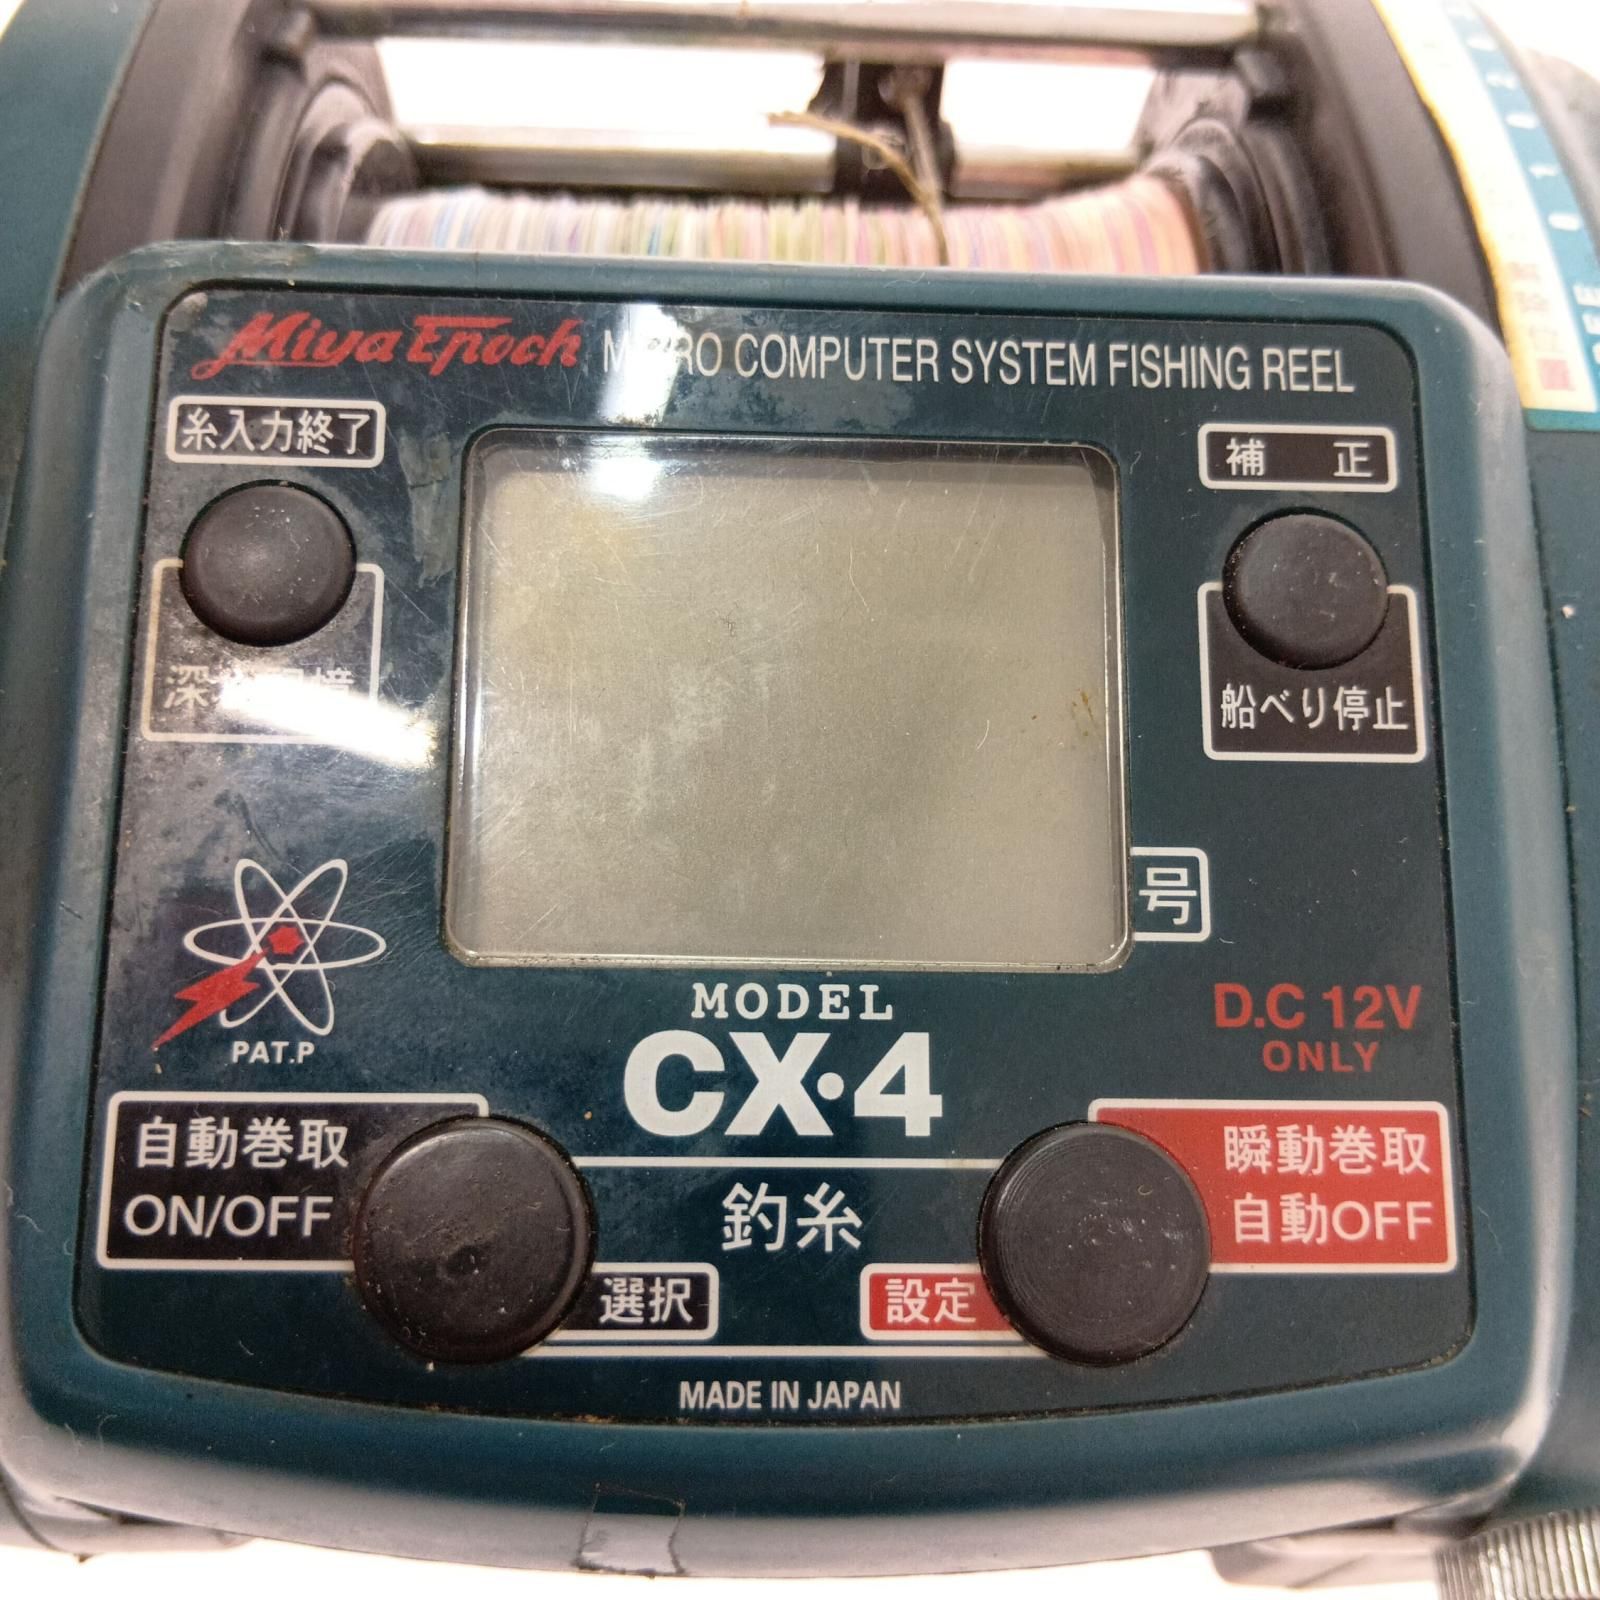 Miya Epoch MICRO COMPUTER SYSTEM FISHING REEL
糸入力終了
補 正
船べり停止
号
MODEL
CX·4
D.C 12V
ONLY
PAT.P
自動巻取
ON/OFF
瞬動巻取
自動OFF
釣糸
選択
設定
MADE IN JAPAN